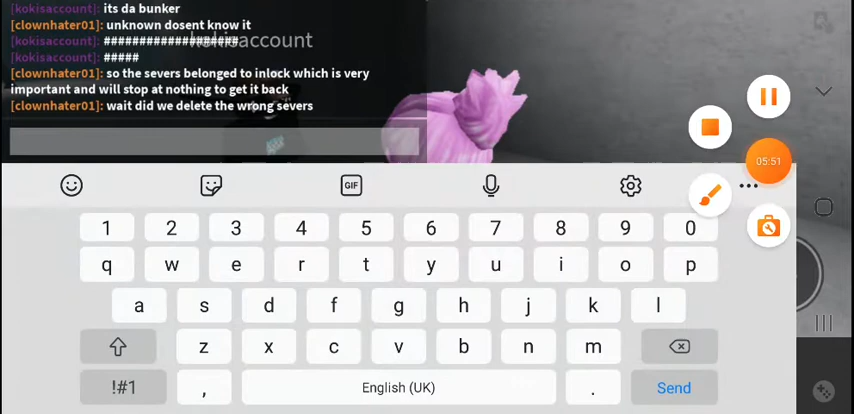 [kokisaccount]: its da bunker
[clownhater01]: unknown dosent know it
[kokisaccount]: ###################
kokisaccount
[kokisaccount]: #####
[clownhater01]: so the severs belonged to inlock which is very
important and will stop at nothing to get it back
[clownhater01]: wait did we delete the wrong severs
05:51
GIF
1 2 3 4 5 6 7 8 9 0
q w e r t y u i o p
a s d f g h j k l
z x c v b n m
!#1 , English (UK) . Send